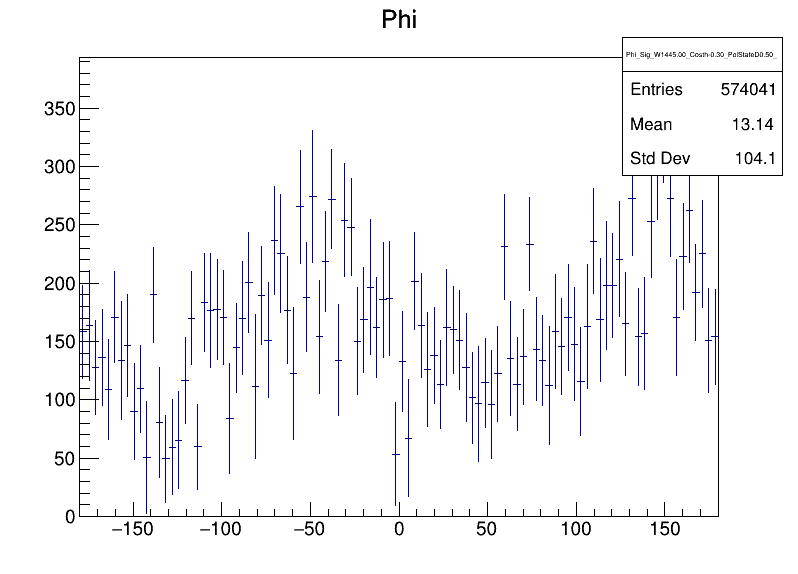 Phi
Phi_Sig_W1445.00_Costh-0.30_PolStateD0.50_
Entries 574041
Mean 13.14
Std Dev 104.1
350
300
250
200
150
100
50
0
−150 −100 −50 0 50 100 150